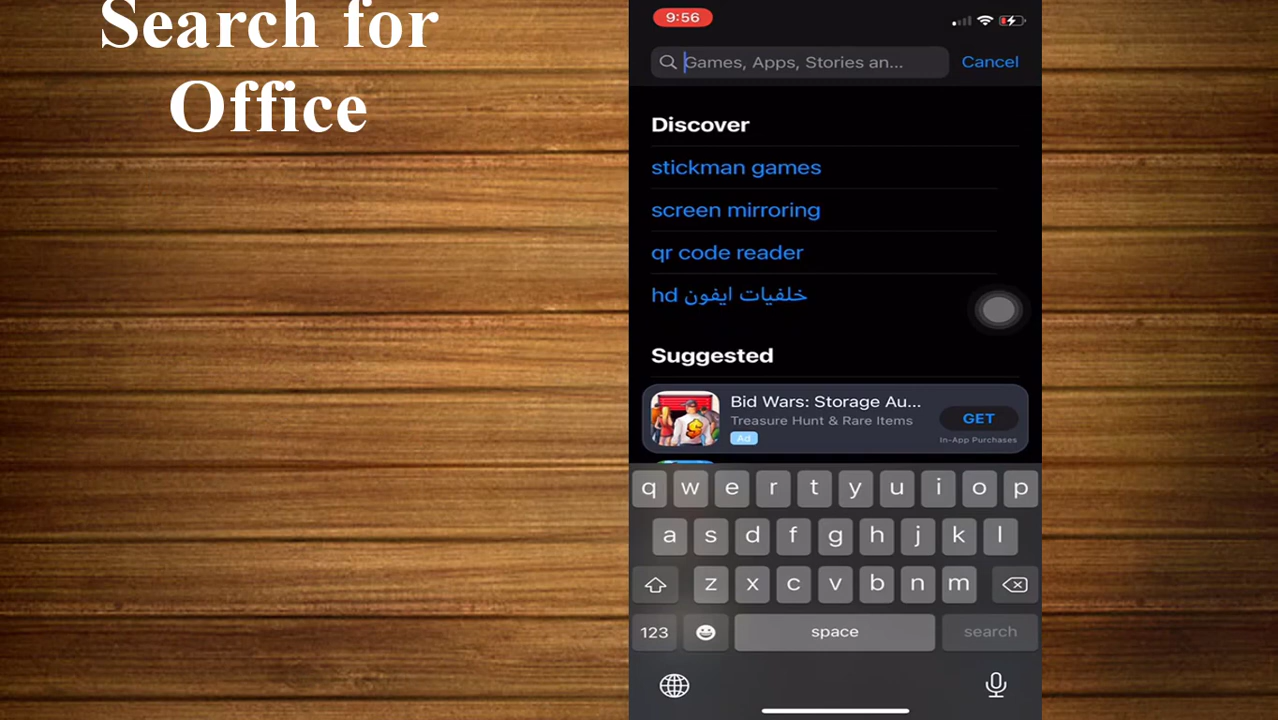 Search for
Office
9:56
Games, Apps, Stories an...
Cancel
Discover
stickman games
screen mirroring
qr code reader
hd خلفيات ايفون
Suggested
Bid Wars: Storage Au...
Treasure Hunt & Rare Items
GET
Ad
In-App Purchases
q w e r t y u i o p
a s d f g h j k l
z x c v b n m
123 space search